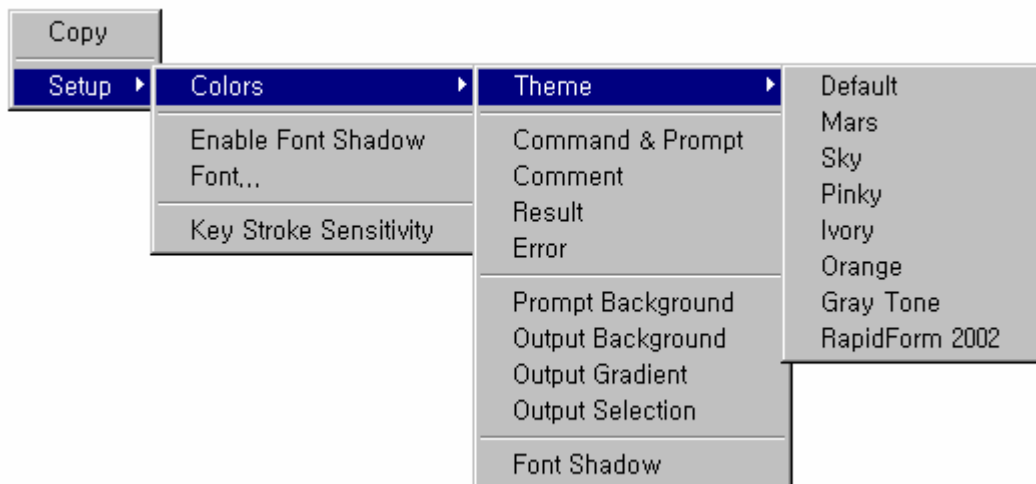 Copy
Setup
Colors
Enable Font Shadow
Font,,,
Key Stroke Sensitivity
Theme
Command & Prompt
Comment
Result
Error
Prompt Background
Output Background
Output Gradient
Output Selection
Font Shadow
Default
Mars
Sky
Pinky
Ivory
Orange
Gray Tone
RapidForm 2002